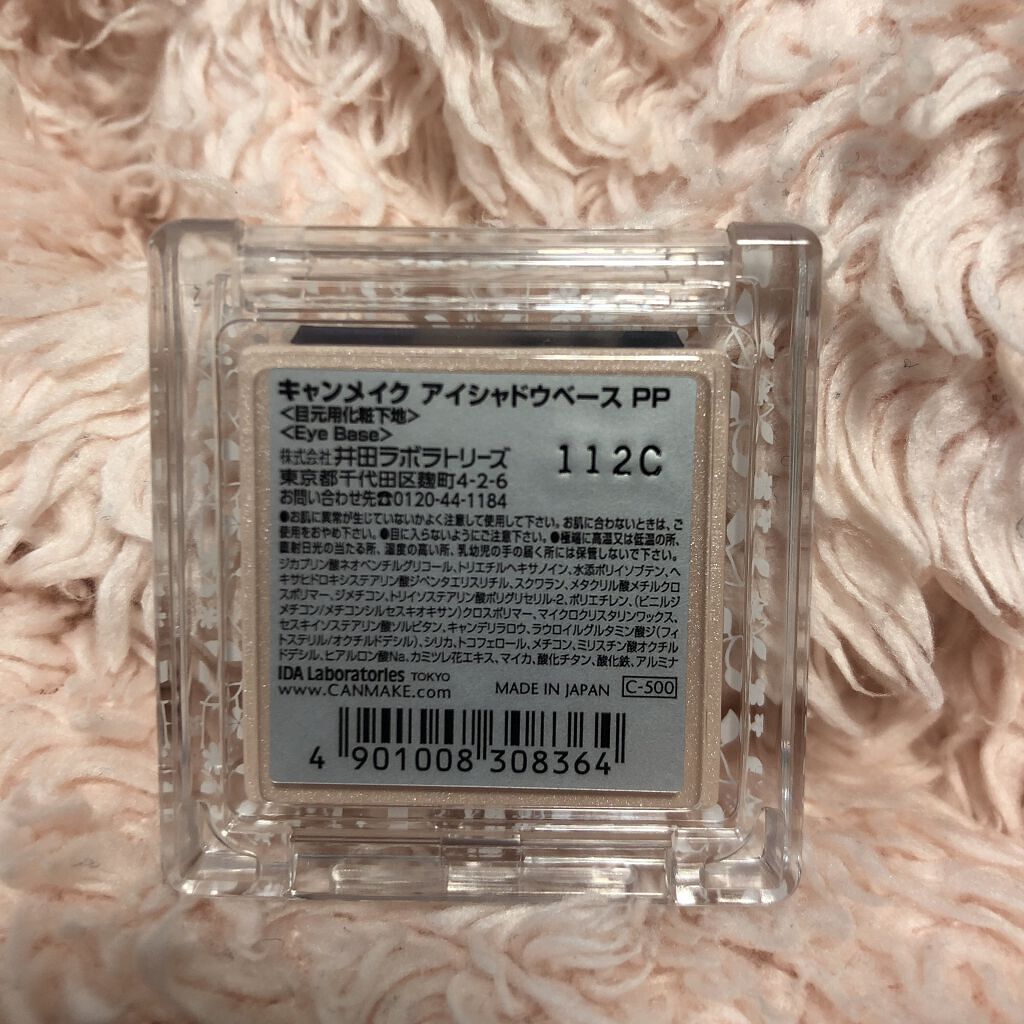 キャンメイク アイシャドウベース PP
<目元用化粧下地>
<Eye Base>
株式会社 井田ラボラトリーズ
112C
東京都千代田区麴町4-2-6
お問い合わせ先☎0120-44-1184
●お肌に異常が生じていないかよく注意して使用して下さい。お肌に合わないときは、ご
使用をおやめ下さい。●目に入らないようにご注意下さい。●極端に高温又は低温の所、
直射日光の当たる所、湿度の高い所、乳幼児の手の届く所には保管しないで下さい。
ジカプリン酸ネオペンチルグリコール、トリエチルヘキサノイン、水添ポリイソブテン、ヘ
キサヒドロキシステアリン酸ジペンタエリスリチル、スクワラン、メタクリル酸メチルクロ
スポリマー、ジメチコン、トリイソステアリン酸ポリグリセリル-2、ポリエチレン、(ビニルジ
メチコン/メチコンシルセスキオキサン)クロスポリマー、マイクロクリスタリンワックス、
セスキイソステアリン酸ソルビタン、キャンデリラロウ、ラウロイルグルタミン酸ジ(フィ
トステリル/オクチルドデシル)、シリカ、トコフェロール、メチコン、ミリスチン酸オクチル
ドデシル、ヒアルロン酸Na、カミツレ花エキス、マイカ、酸化チタン、酸化鉄、アルミナ
IDA Laboratories TOKYO
www.CANMAKE.com MADE IN JAPAN C-500
4 901008 308364